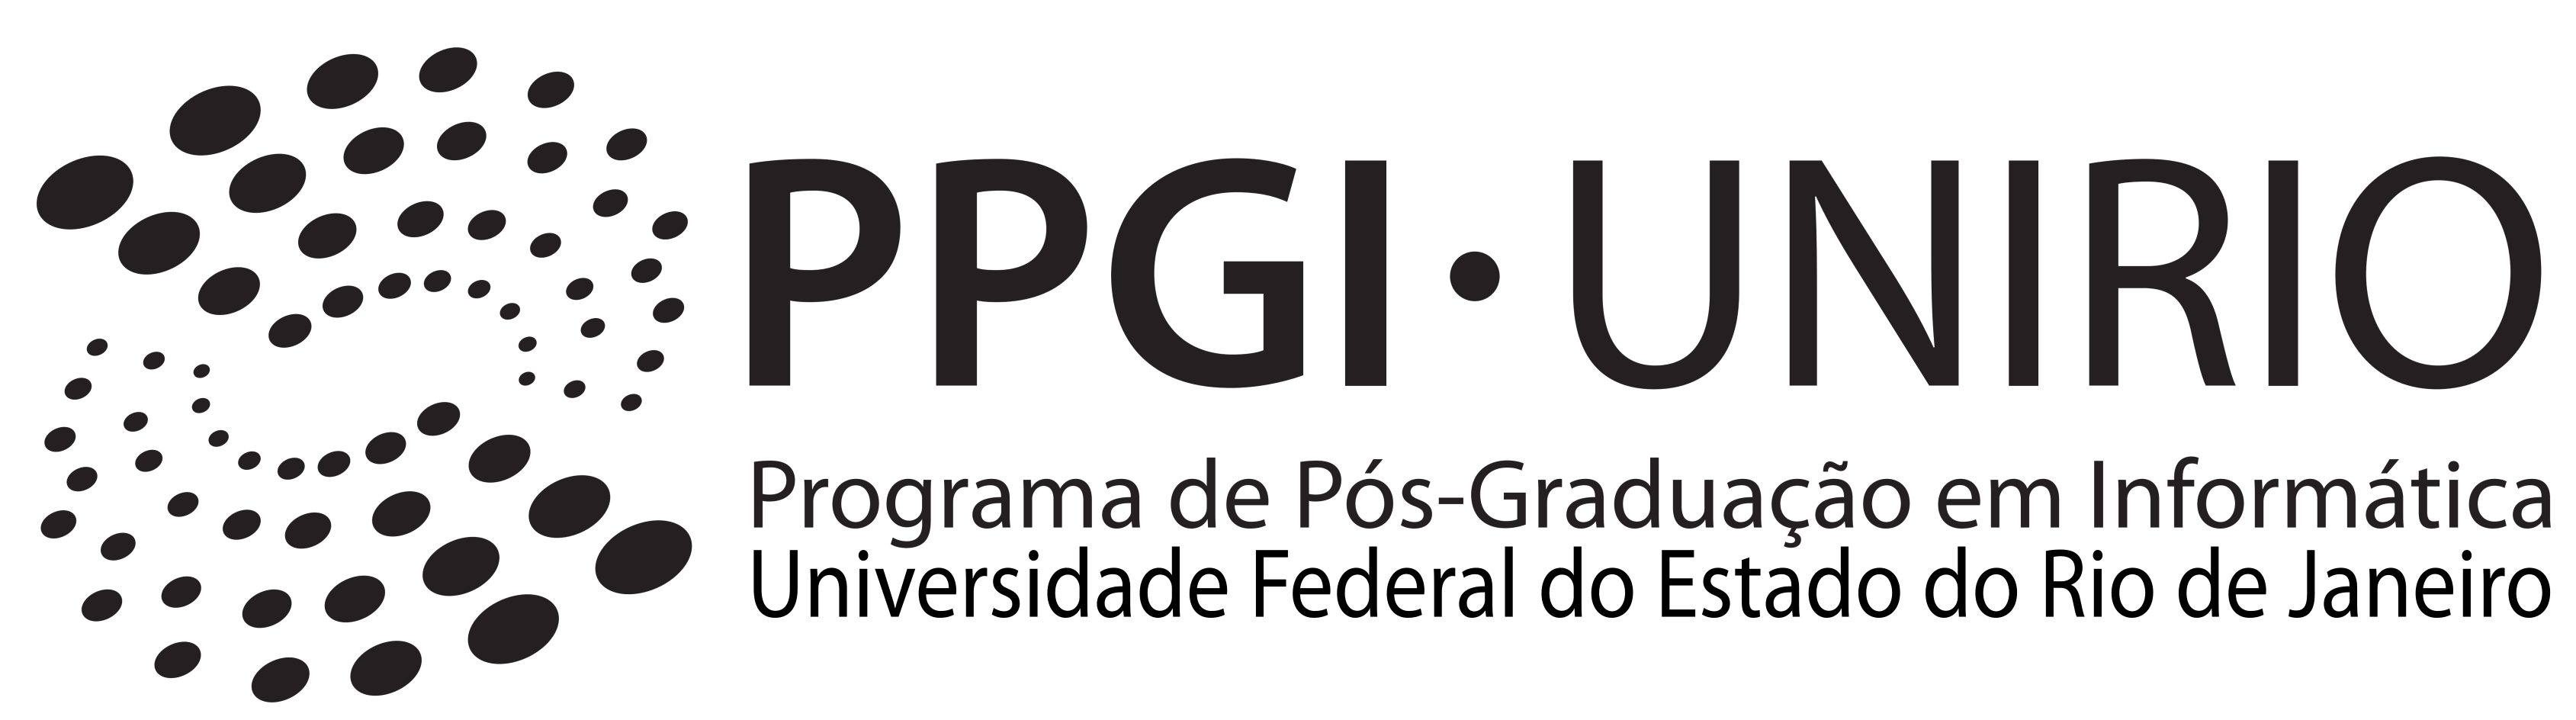 PPGI·UNIRIO
Programa de Pós-Graduação em Informática
Universidade Federal do Estado do Rio de Janeiro